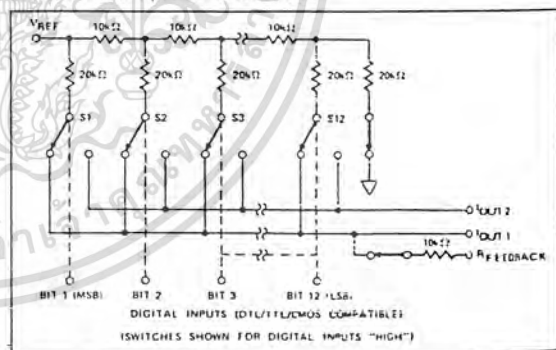 VREF
10kΩ 10kΩ 10kΩ
20kΩ 20kΩ 20kΩ 20kΩ 20kΩ
S1 S2 S3 S12
IOUT 2
IOUT 1
10kΩ
RFEEDBACK
BIT 1 (MSB) BIT 2 BIT 3 BIT 12 (LSB)
DIGITAL INPUTS (DTL/TTL/CMOS COMPATIBLE)
(SWITCHES SHOWN FOR DIGITAL INPUTS "HIGH")